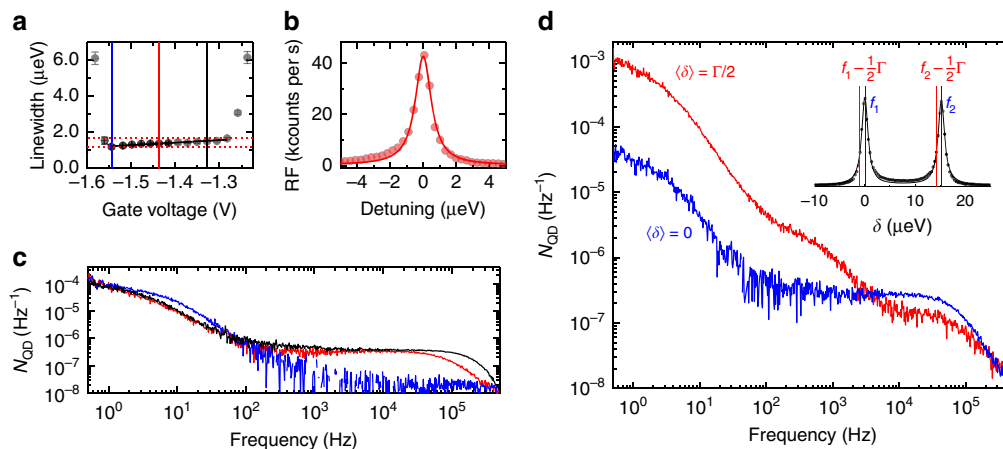 a
Linewidth (μeV)
6.0
4.0
2.0
0.0
−1.6 −1.5 −1.4 −1.3
Gate voltage (V)
b
RF (kcounts per s)
40
20
0
−4 −2 0 2 4
Detuning (μeV)
c
N_QD (Hz⁻¹)
10⁻⁴
10⁻⁵
10⁻⁶
10⁻⁷
10⁻⁸
10⁰ 10¹ 10² 10³ 10⁴ 10⁵
Frequency (Hz)
d
N_QD (Hz⁻¹)
10⁻³
10⁻⁴
10⁻⁵
10⁻⁶
10⁻⁷
10⁻⁸
⟨δ⟩ = Γ/2
⟨δ⟩ = 0
f₁ − ½Γ f₂ − ½Γ
f₁ f₂
−10 0 10 20
δ (μeV)
10⁰ 10¹ 10² 10³ 10⁴ 10⁵
Frequency (Hz)